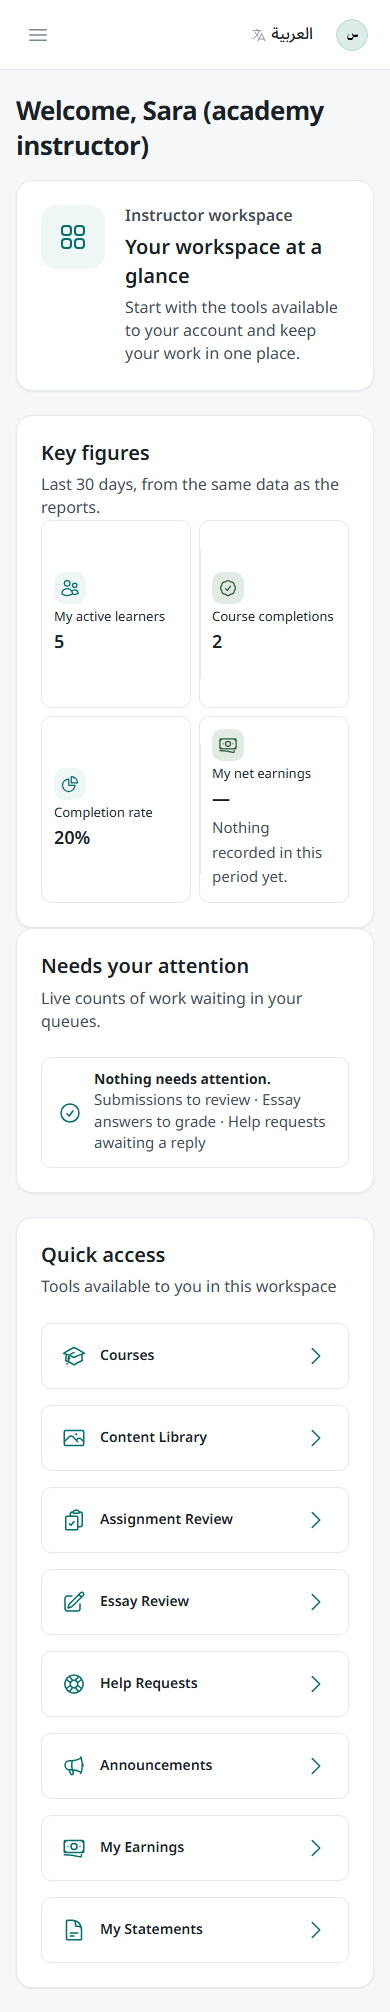 العربية
س
Welcome, Sara (academy
instructor)
Instructor workspace
Your workspace at a
glance
Start with the tools available
to your account and keep
your work in one place.
Key figures
Last 30 days, from the same data as the
reports.
My active learners
5
Course completions
2
Completion rate
20%
My net earnings
—
Nothing
recorded in this
period yet.
Needs your attention
Live counts of work waiting in your
queues.
Nothing needs attention.
Submissions to review · Essay
answers to grade · Help requests
awaiting a reply
Quick access
Tools available to you in this workspace
Courses
Content Library
Assignment Review
Essay Review
Help Requests
Announcements
My Earnings
My Statements